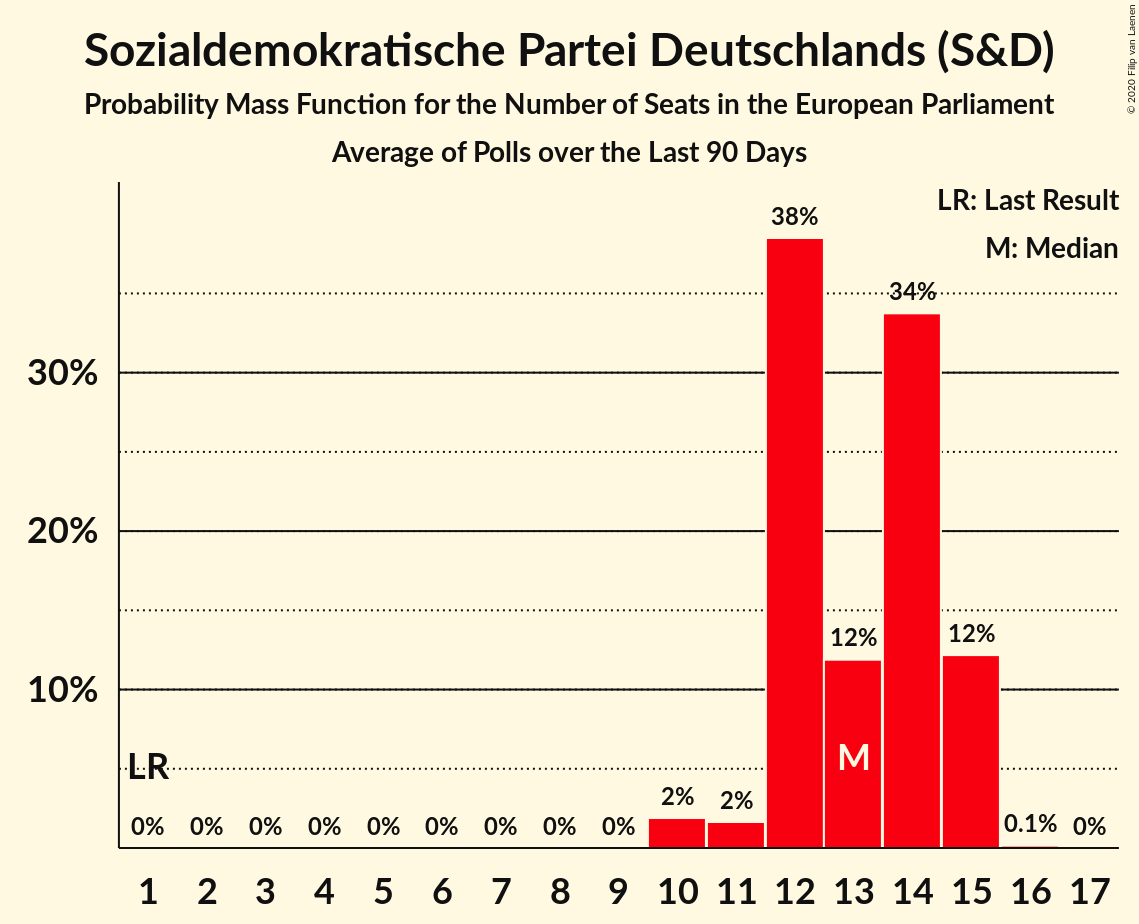 Sozialdemokratische Partei Deutschlands (S&D)
Probability Mass Function for the Number of Seats in the European Parliament
Average of Polls over the Last 90 Days
© 2020 Filip van Laenen
LR: Last Result
M: Median
38%
34%
30%
20%
12%
12%
10%
M
LR
2%
2%
0%
0%
0%
0%
0%
0%
0%
0%
0%
0.1%
0%
1 2 3 4 5 6 7 8 9 10 11 12 13 14 15 16 17